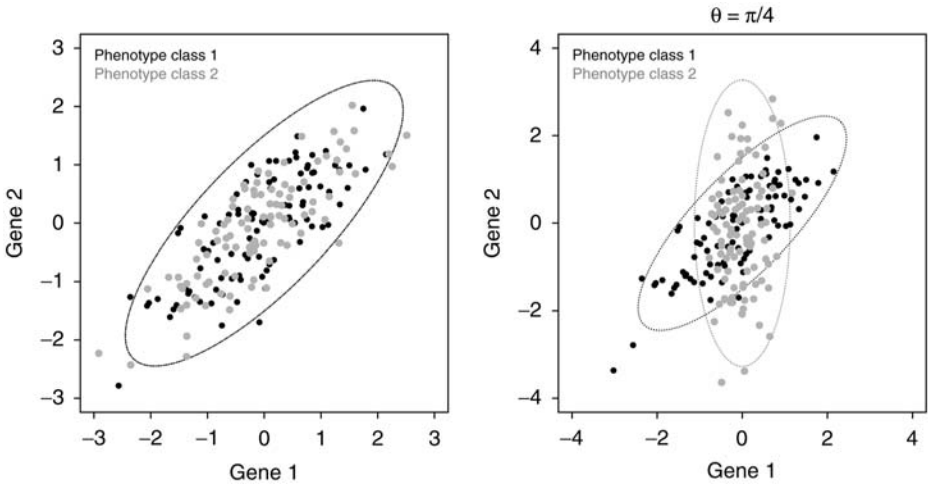 θ = π/4
Phenotype class 1
Phenotype class 2
3
2
1
0
−1
−2
−3
Gene 2
−3 −2 −1 0 1 2 3
Gene 1
Phenotype class 1
Phenotype class 2
4
2
0
−2
−4
Gene 2
−4 −2 0 2 4
Gene 1